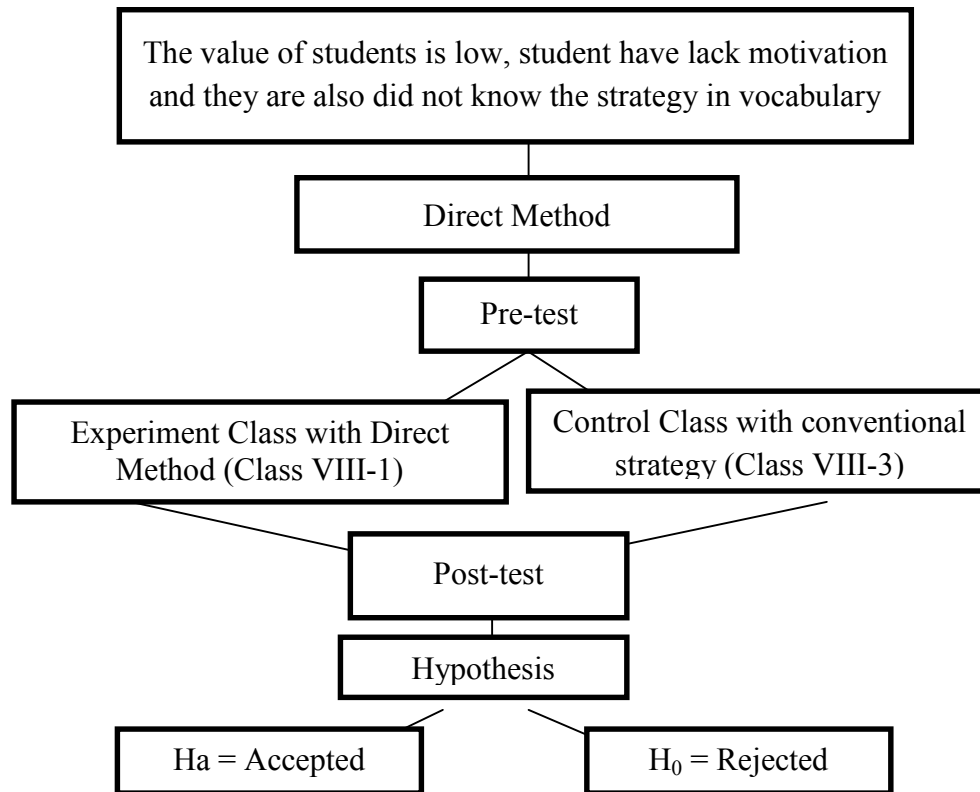 The value of students is low, student have lack motivation
and they are also did not know the strategy in vocabulary
Direct Method
Pre-test
Experiment Class with Direct
Method (Class VIII-1)
Control Class with conventional
strategy (Class VIII-3)
Post-test
Hypothesis
Ha = Accepted
H₀ = Rejected